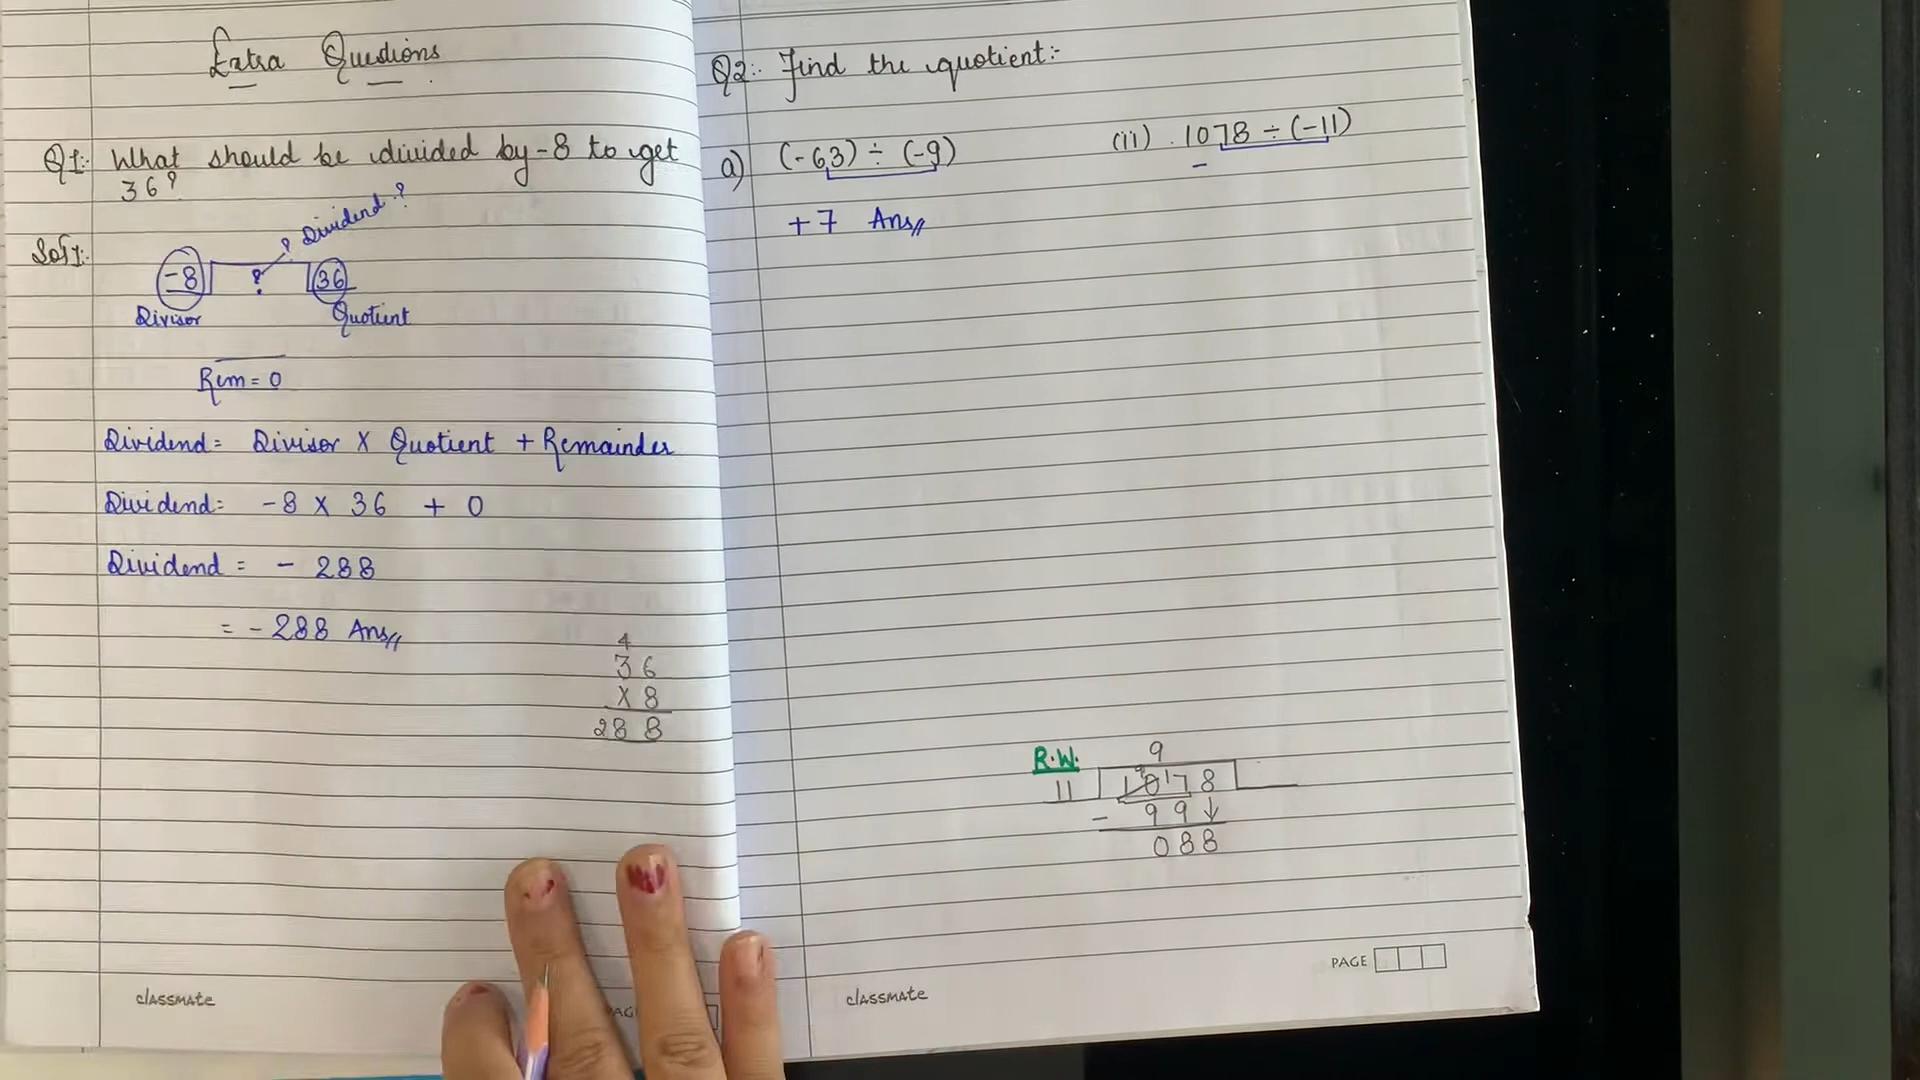 Extra Questions
Q1:- What should be divided by -8 to get
36?
Sol1:-
? Dividend?
-8 ? 36
Divisor Quotient
Rem = 0
Dividend = Divisor X Quotient + Remainder
Dividend = -8 X 36 + 0
Dividend = - 288
= - 288 Ans//
4
36
X 8
288
classmate
PAG
Q2:- Find the quotient:-
a) (-63) ÷ (-9)
+7 Ans//
(ii) . 1078 ÷ (-11)
R.W. 9
11 1078
- 99↓
088
PAGE
classmate